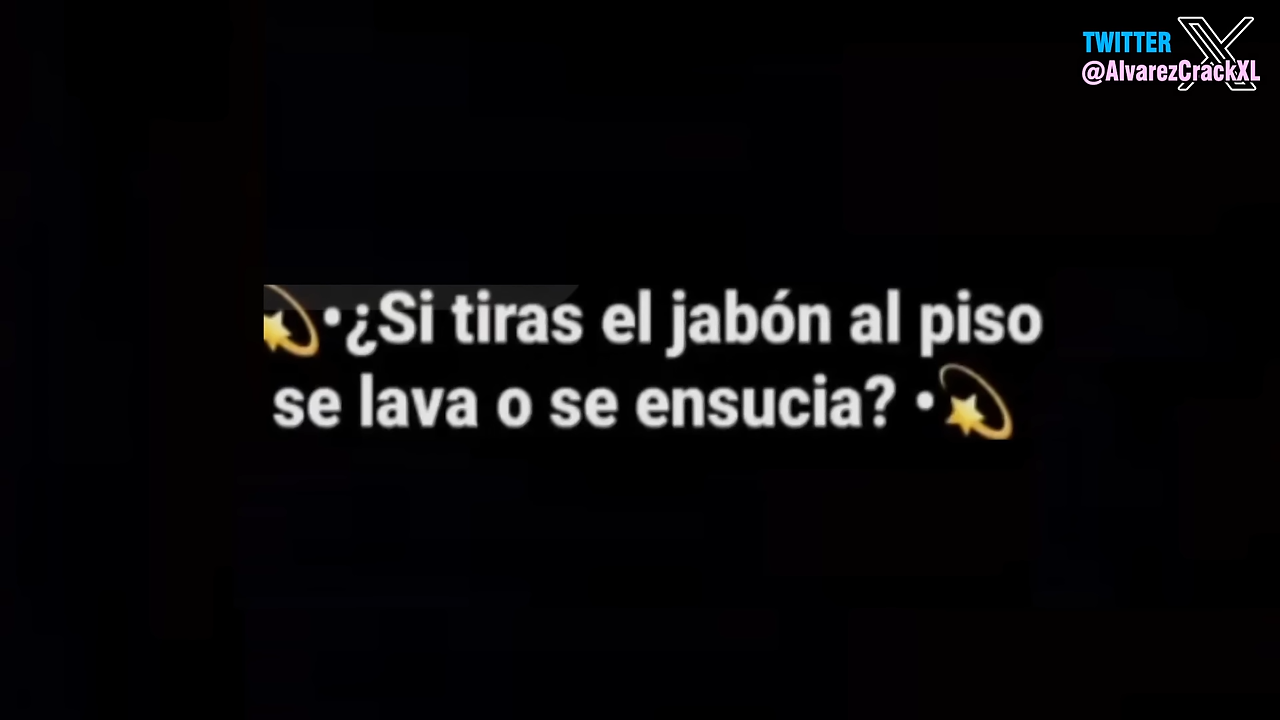 TWITTER
@AlvarezCrackXL
💫•¿Si tiras el jabón al piso
se lava o se ensucia? •💫